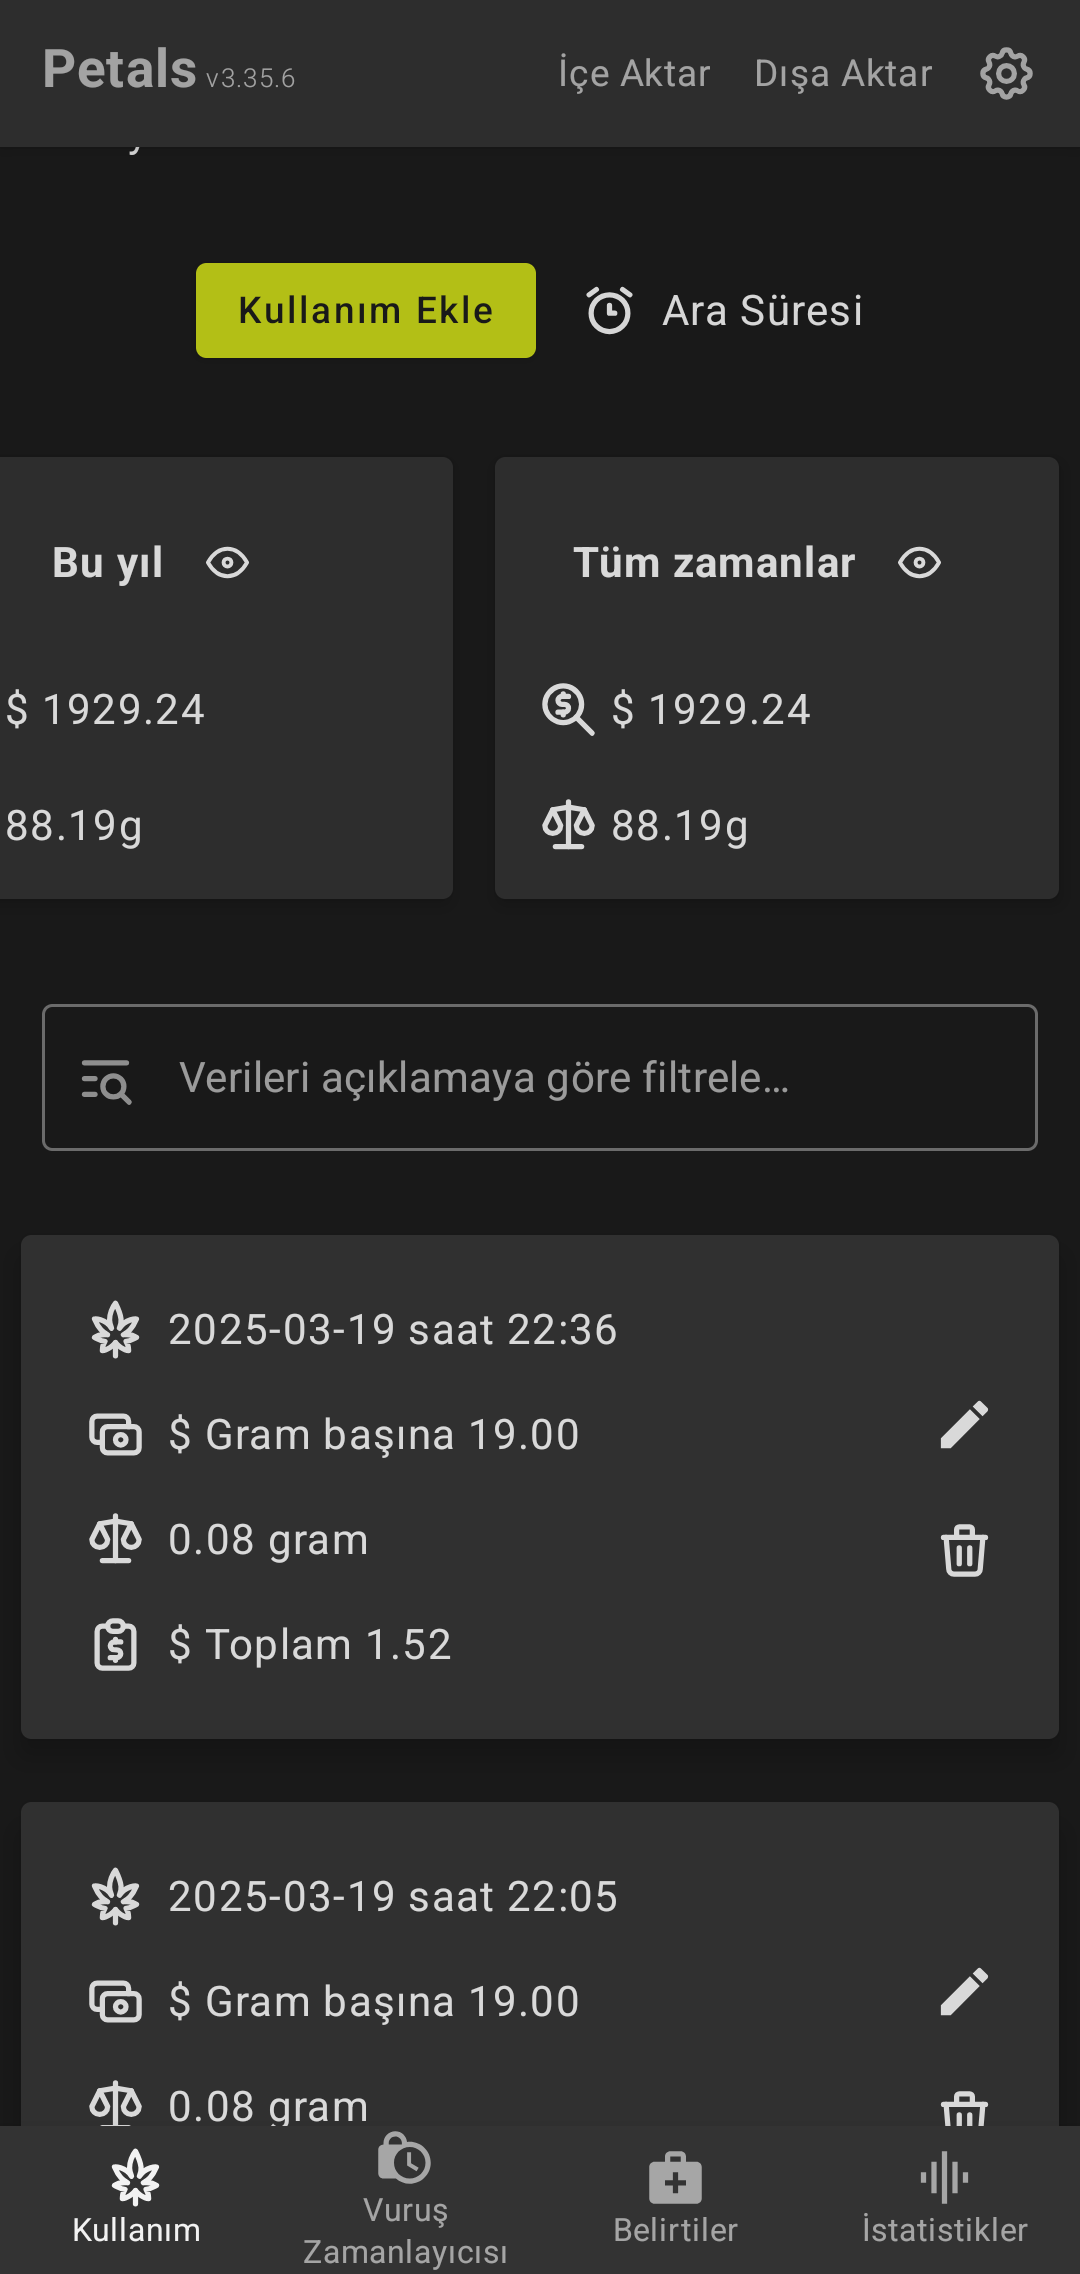 Petals v3.35.6
İçe Aktar
Dışa Aktar
Kullanım Ekle
Ara Süresi
Bu yıl
$ 1929.24
88.19g
Tüm zamanlar
$ 1929.24
88.19g
Verileri açıklamaya göre filtrele...
2025-03-19 saat 22:36
$ Gram başına 19.00
0.08 gram
$ Toplam 1.52
2025-03-19 saat 22:05
$ Gram başına 19.00
0.08 gram
Kullanım
Vuruş
Zamanlayıcısı
Belirtiler
İstatistikler